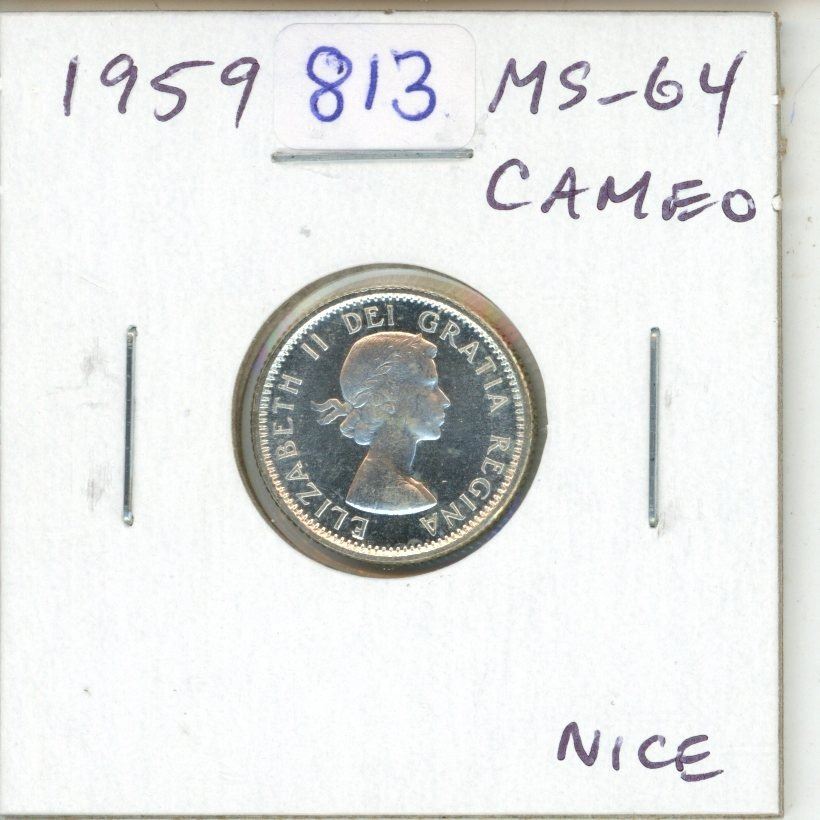 1959 813 MS-64
CAMEO
ELIZABETH II DEI GRATIA REGINA
NICE